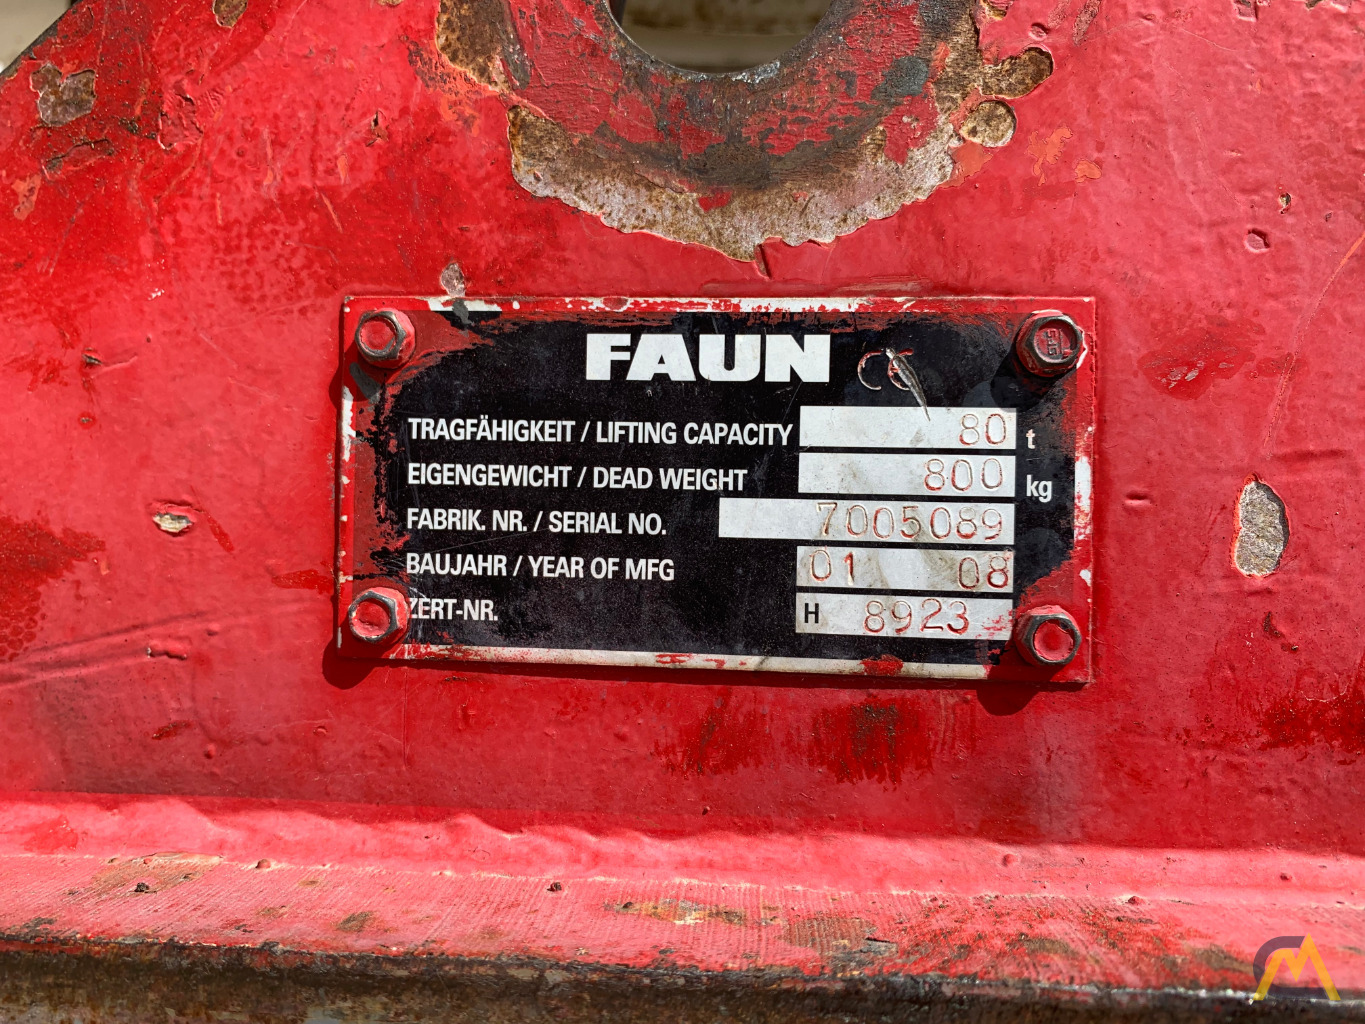 FAUN
TRAGFÄHIGKEIT / LIFTING CAPACITY 80 t
EIGENGEWICHT / DEAD WEIGHT 800 kg
FABRIK. NR. / SERIAL NO. 7005089
BAUJAHR / YEAR OF MFG 01 08
ZERT-NR. H 8923